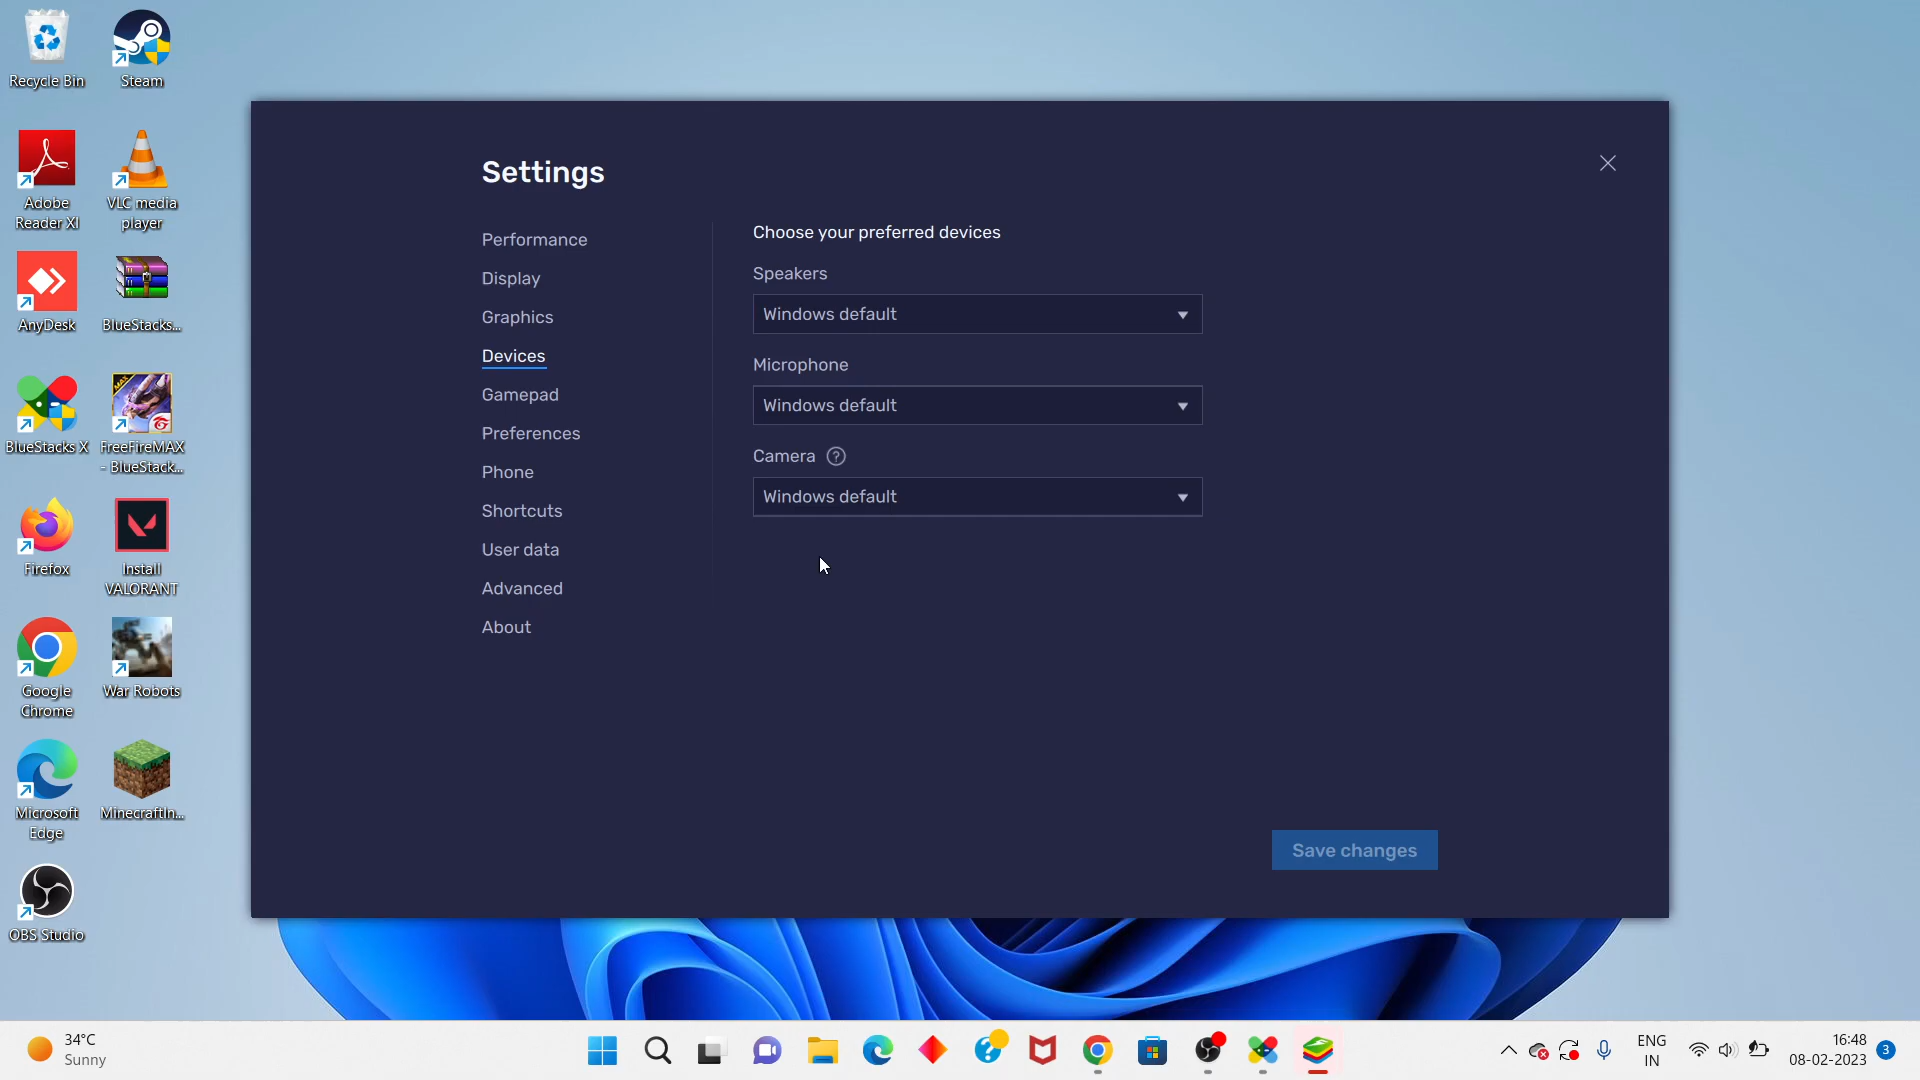 Recycle Bin
Steam
Adobe
Reader XI
VLC media
player
AnyDesk
BlueStacks...
BlueStacks X
FreeFireMAX
- BlueStack...
Firefox
Install
VALORANT
Google
Chrome
War Robots
Microsoft
Edge
MinecraftIn...
OBS Studio
Settings
Performance
Display
Graphics
Devices
Gamepad
Preferences
Phone
Shortcuts
User data
Advanced
About
Choose your preferred devices
Speakers
Windows default
Microphone
Windows default
Camera ?
Windows default
Save changes
34°C
Sunny
ENG
IN
16:48
08-02-2023
3